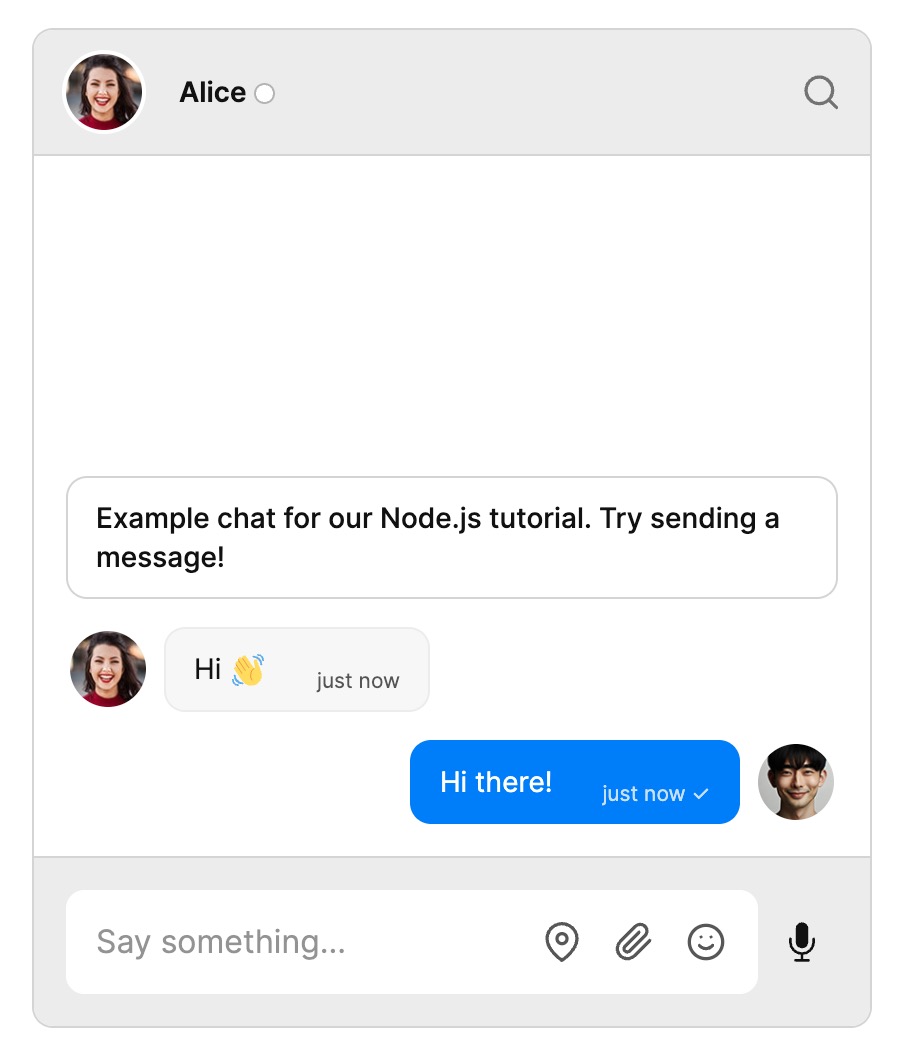 Alice
Example chat for our Node.js tutorial. Try sending a
message!
Hi 👋 just now
Hi there! just now ✓
Say something...